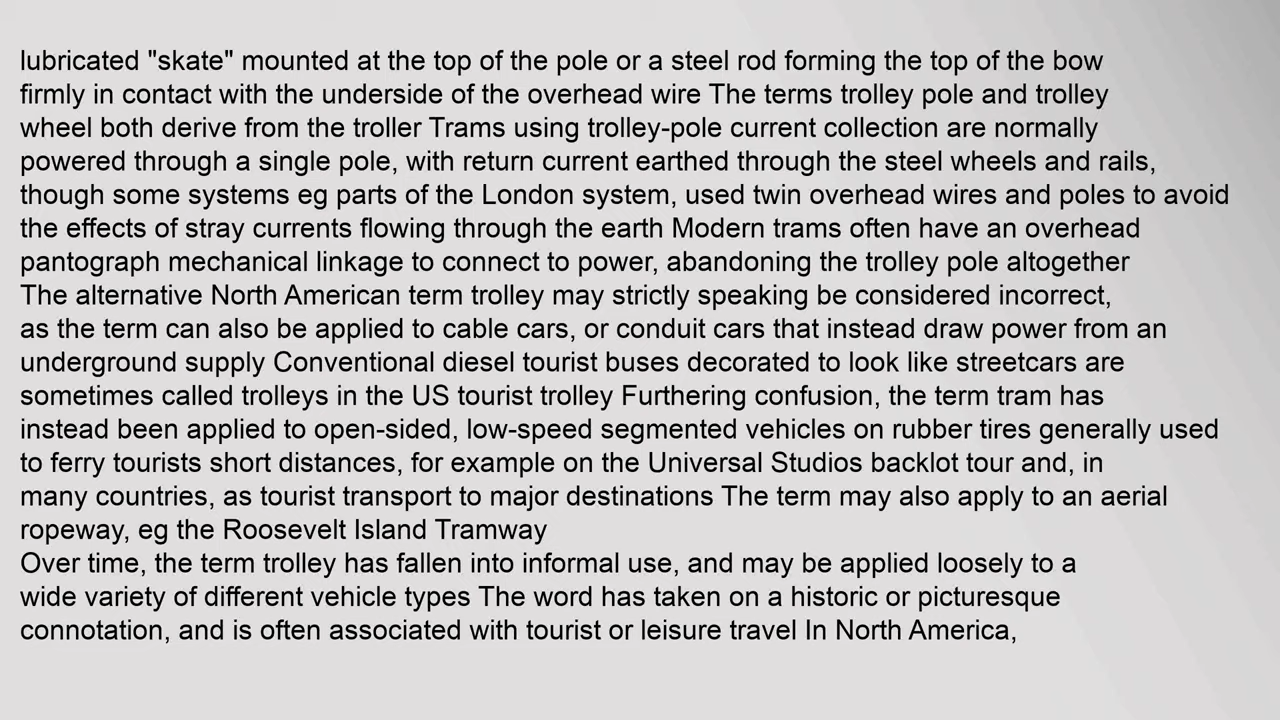 lubricated "skate" mounted at the top of the pole or a steel rod forming the top of the bow
firmly in contact with the underside of the overhead wire The terms trolley pole and trolley
wheel both derive from the troller Trams using trolley-pole current collection are normally
powered through a single pole, with return current earthed through the steel wheels and rails,
though some systems eg parts of the London system, used twin overhead wires and poles to avoid
the effects of stray currents flowing through the earth Modern trams often have an overhead
pantograph mechanical linkage to connect to power, abandoning the trolley pole altogether
The alternative North American term trolley may strictly speaking be considered incorrect,
as the term can also be applied to cable cars, or conduit cars that instead draw power from an
underground supply Conventional diesel tourist buses decorated to look like streetcars are
sometimes called trolleys in the US tourist trolley Furthering confusion, the term tram has
instead been applied to open-sided, low-speed segmented vehicles on rubber tires generally used
to ferry tourists short distances, for example on the Universal Studios backlot tour and, in
many countries, as tourist transport to major destinations The term may also apply to an aerial
ropeway, eg the Roosevelt Island Tramway
Over time, the term trolley has fallen into informal use, and may be applied loosely to a
wide variety of different vehicle types The word has taken on a historic or picturesque
connotation, and is often associated with tourist or leisure travel In North America,